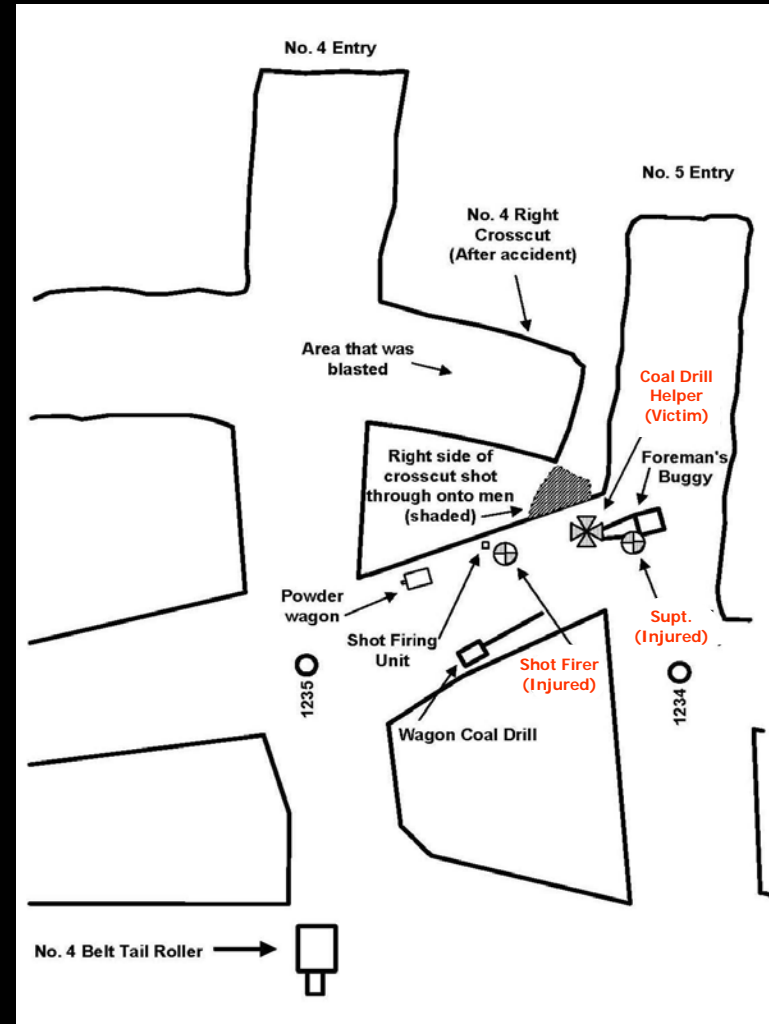 No. 4 Entry
No. 5 Entry
No. 4 Right
Crosscut
(After accident)
Area that was
blasted
Coal Drill
Helper
(Victim)
Right side of
crosscut shot
through onto men
(shaded)
Foreman's
Buggy
Powder
wagon
Shot Firing
Unit
Shot Firer
(Injured)
Supt.
(Injured)
1235
1234
Wagon Coal Drill
No. 4 Belt Tail Roller